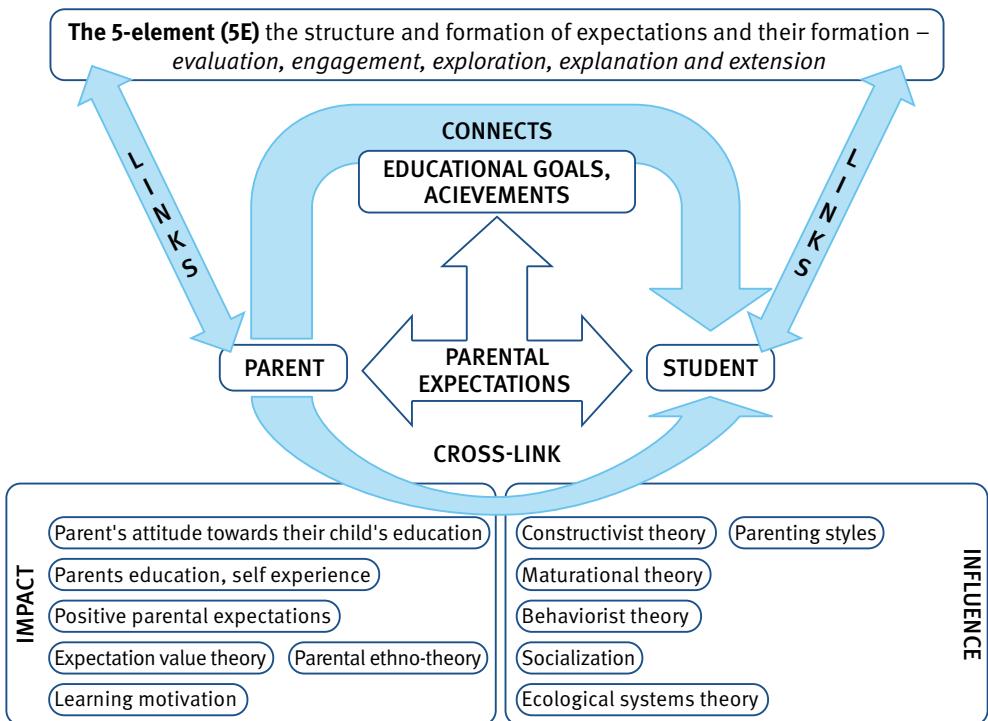 The 5-element (5E) the structure and formation of expectations and their formation –
evaluation, engagement, exploration, explanation and extension
LINKS
CONNECTS
LINKS
EDUCATIONAL GOALS,
ACIEVEMENTS
PARENT
PARENTAL
EXPECTATIONS
STUDENT
CROSS-LINK
IMPACT
Parent's attitude towards their child's education
Parents education, self experience
Positive parental expectations
Expectation value theory
Parental ethno-theory
Learning motivation
Constructivist theory
Parenting styles
Maturational theory
Behaviorist theory
Socialization
Ecological systems theory
INFLUENCE